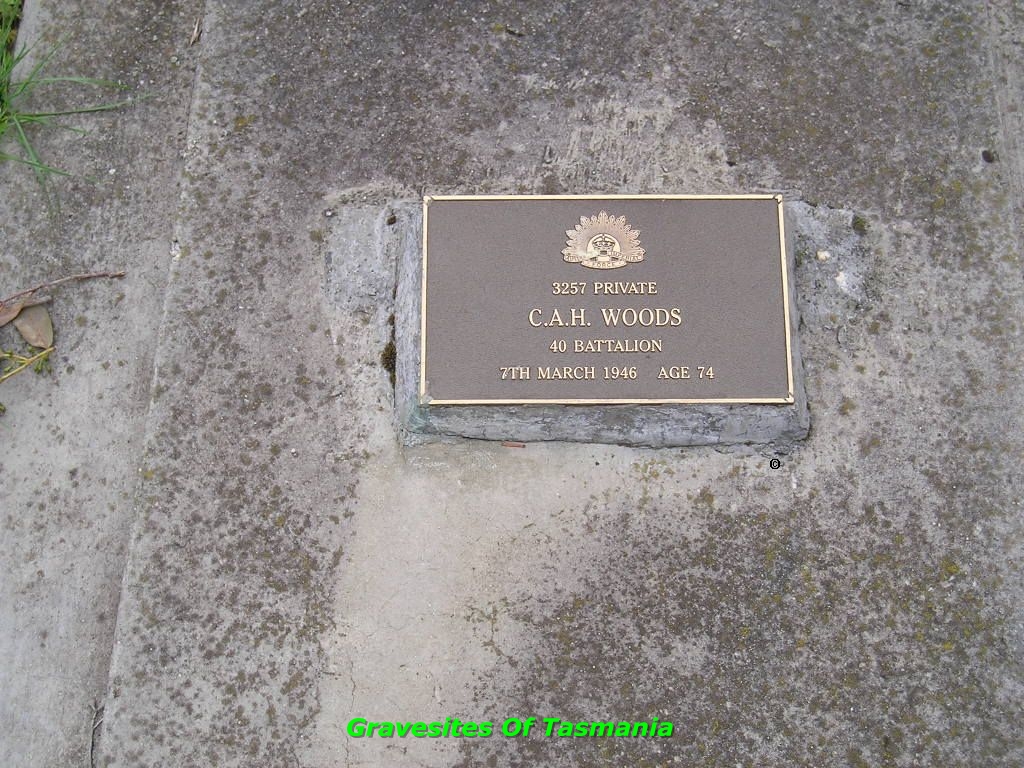 3257 PRIVATE
C.A.H. WOODS
40 BATTALION
7TH MARCH 1946 AGE 74
©
Gravesites Of Tasmania